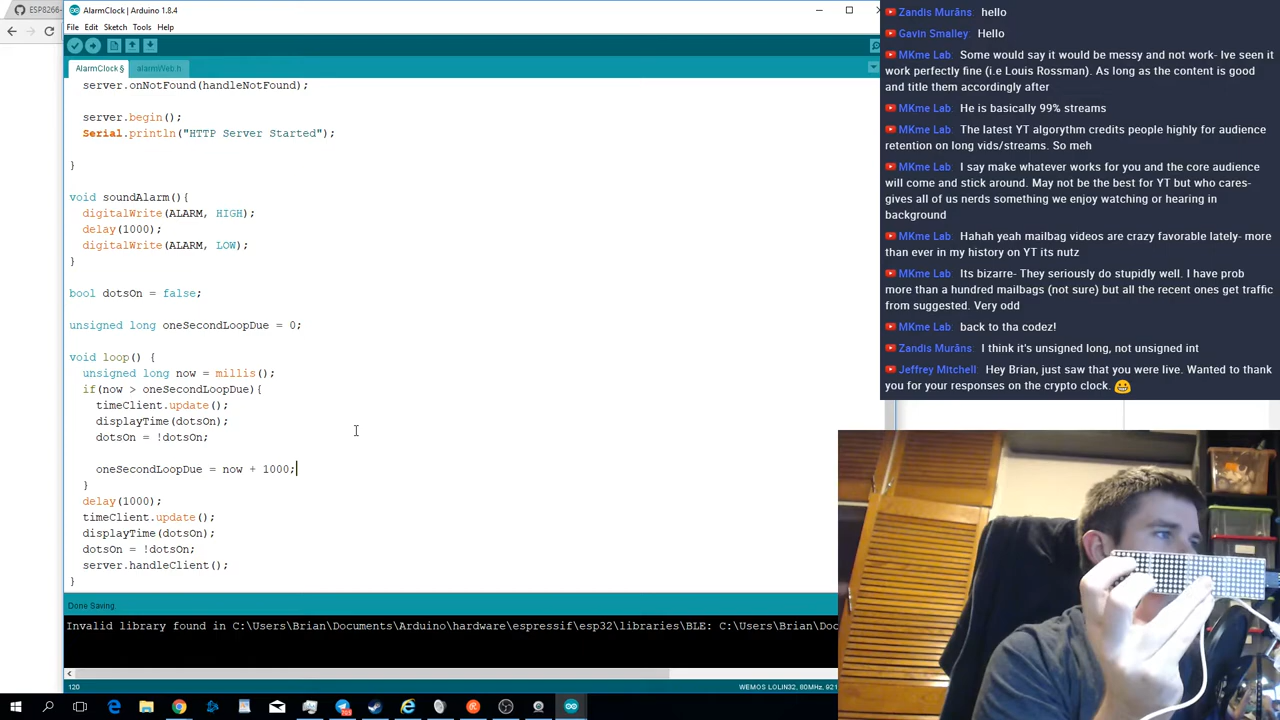 ESP8266-
AlarmClock | Arduino 1.8.4
File Edit Sketch Tools Help
AlarmClock § alarmWeb.h
server.onNotFound(handleNotFound);
server.begin();
Serial.println("HTTP Server Started");
}
void soundAlarm(){
digitalWrite(ALARM, HIGH);
delay(1000);
digitalWrite(ALARM, LOW);
}
bool dotsOn = false;
unsigned long oneSecondLoopDue = 0;
void loop() {
unsigned long now = millis();
if(now > oneSecondLoopDue){
timeClient.update();
displayTime(dotsOn);
dotsOn = !dotsOn;
oneSecondLoopDue = now + 1000;
}
delay(1000);
timeClient.update();
displayTime(dotsOn);
dotsOn = !dotsOn;
server.handleClient();
}
Done Saving.
Invalid library found in C:\Users\Brian\Documents\Arduino\hardware\espressif\esp32\libraries\BLE: C:\Users\Brian\Doc
120
WEMOS LOLIN32, 80MHz, 921
Zandis Murāns hello
Gavin Smalley Hello
MKme Lab Some would say it would be messy and not work- Ive seen it
work perfectly fine (i.e Louis Rossman). As long as the content is good
and title them accordingly after
MKme Lab He is basically 99% streams
MKme Lab The latest YT algorythm credits people highly for audience
retention on long vids/streams. So meh
MKme Lab I say make whatever works for you and the core audience
will come and stick around. May not be the best for YT but who cares-
gives all of us nerds something we enjoy watching or hearing in
background
MKme Lab Hahah yeah mailbag videos are crazy favorable lately- more
than ever in my history on YT its nutz
MKme Lab Its bizarre- They seriously do stupidly well. I have prob
more than a hundred mailbags (not sure) but all the recent ones get traffic
from suggested. Very odd
MKme Lab back to tha codez!
Zandis Murāns I think it's unsigned long, not unsigned int
Jeffrey Mitchell Hey Brian, just saw that you were live. Wanted to thank
you for your responses on the crypto clock. 😀